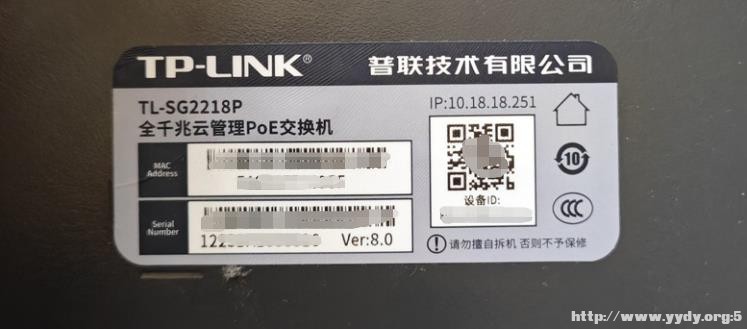 TP-LINK® 普联技术有限公司
TL-SG2218P
全千兆云管理PoE交换机
IP:10.18.18.251
MAC
Address
设备ID:
Serial
Number
Ver:8.0
10
CCC
请勿擅自拆机 否则不予保修
http://www.yydy.org:5